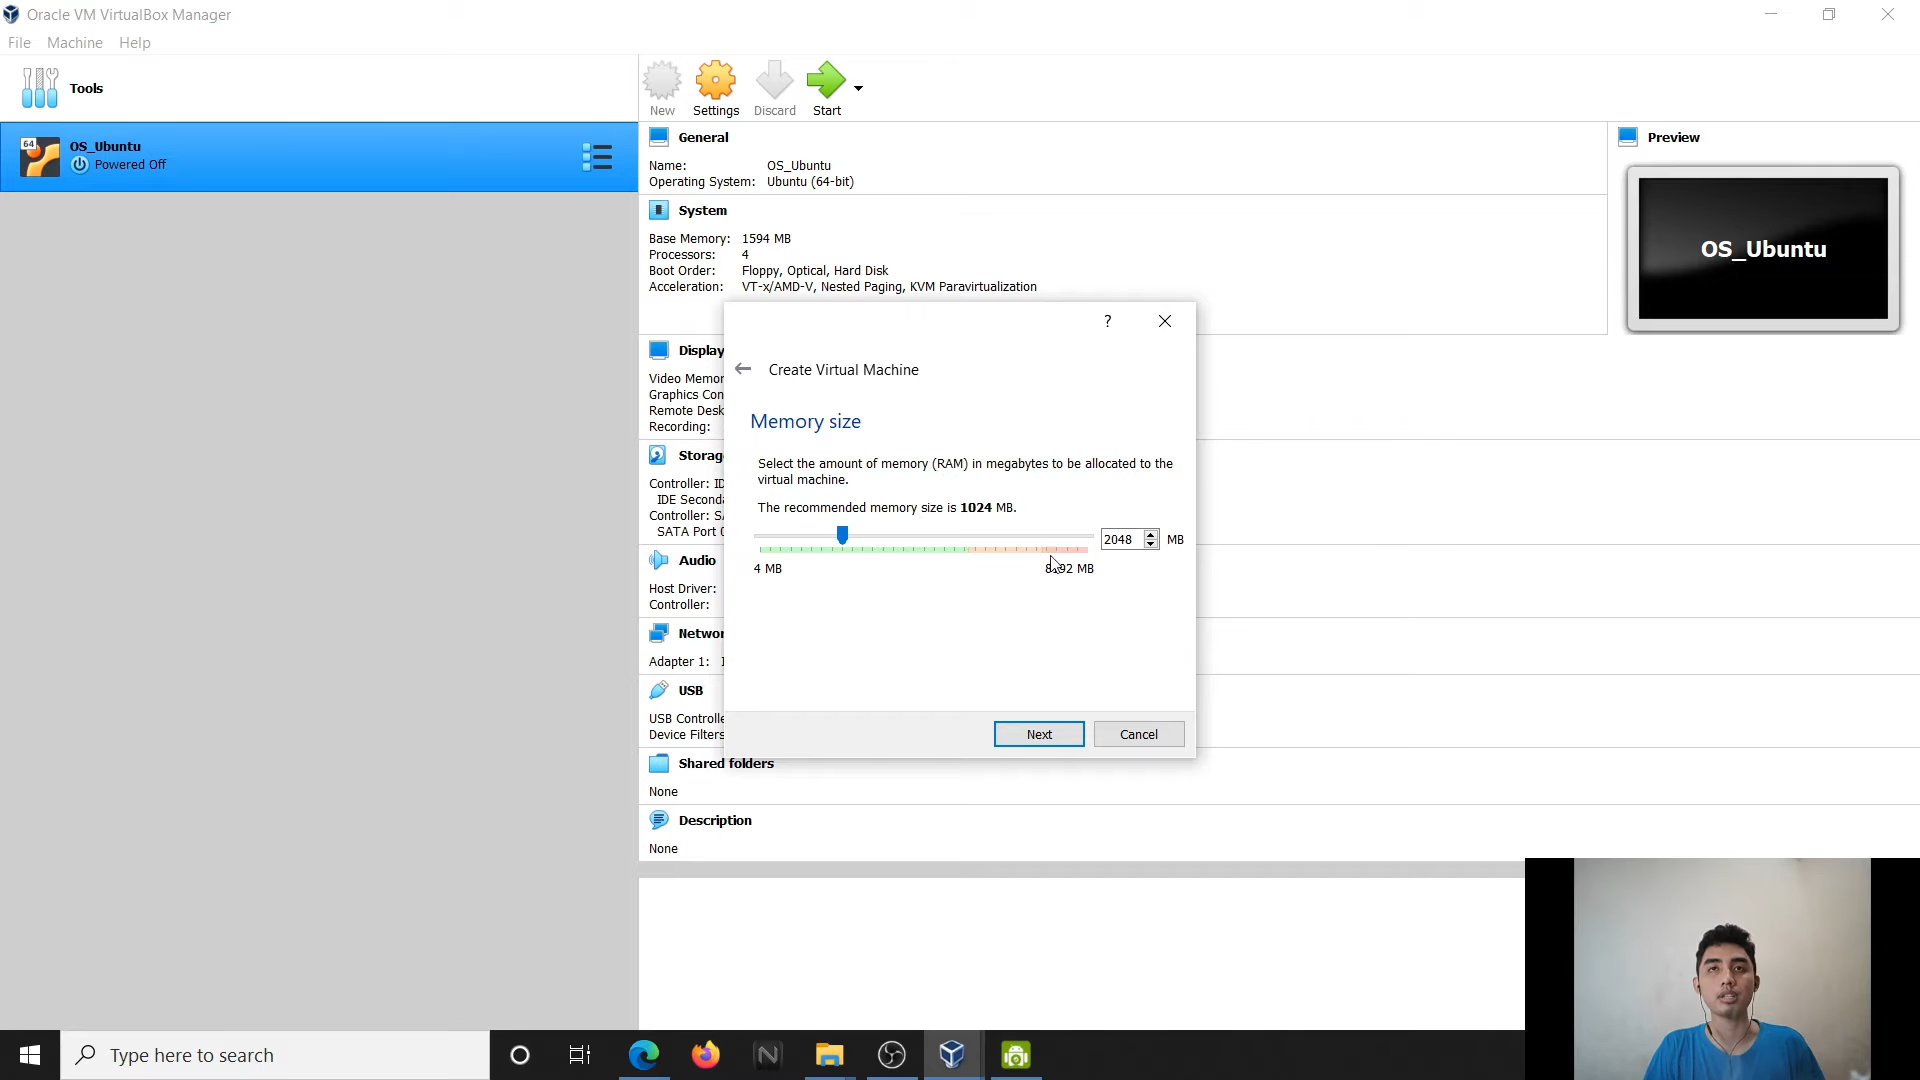 Oracle VM VirtualBox Manager
File Machine Help
Tools
New Settings Discard Start
64
OS_Ubuntu
Powered Off
General
Name: OS_Ubuntu
Operating System: Ubuntu (64-bit)
Preview
OS_Ubuntu
System
Base Memory: 1594 MB
Processors: 4
Boot Order: Floppy, Optical, Hard Disk
Acceleration: VT-x/AMD-V, Nested Paging, KVM Paravirtualization
Display
Video Memor
Graphics Con
Remote Desk
Recording:
Storag
Controller: ID
IDE Seconda
Controller: SA
SATA Port 0
Audio
Host Driver:
Controller:
Networ
Adapter 1: I
USB
USB Controlle
Device Filters
Shared folders
None
Description
None
?
Create Virtual Machine
Memory size
Select the amount of memory (RAM) in megabytes to be allocated to the
virtual machine.
The recommended memory size is 1024 MB.
2048 MB
4 MB
92 MB
Next Cancel
Type here to search